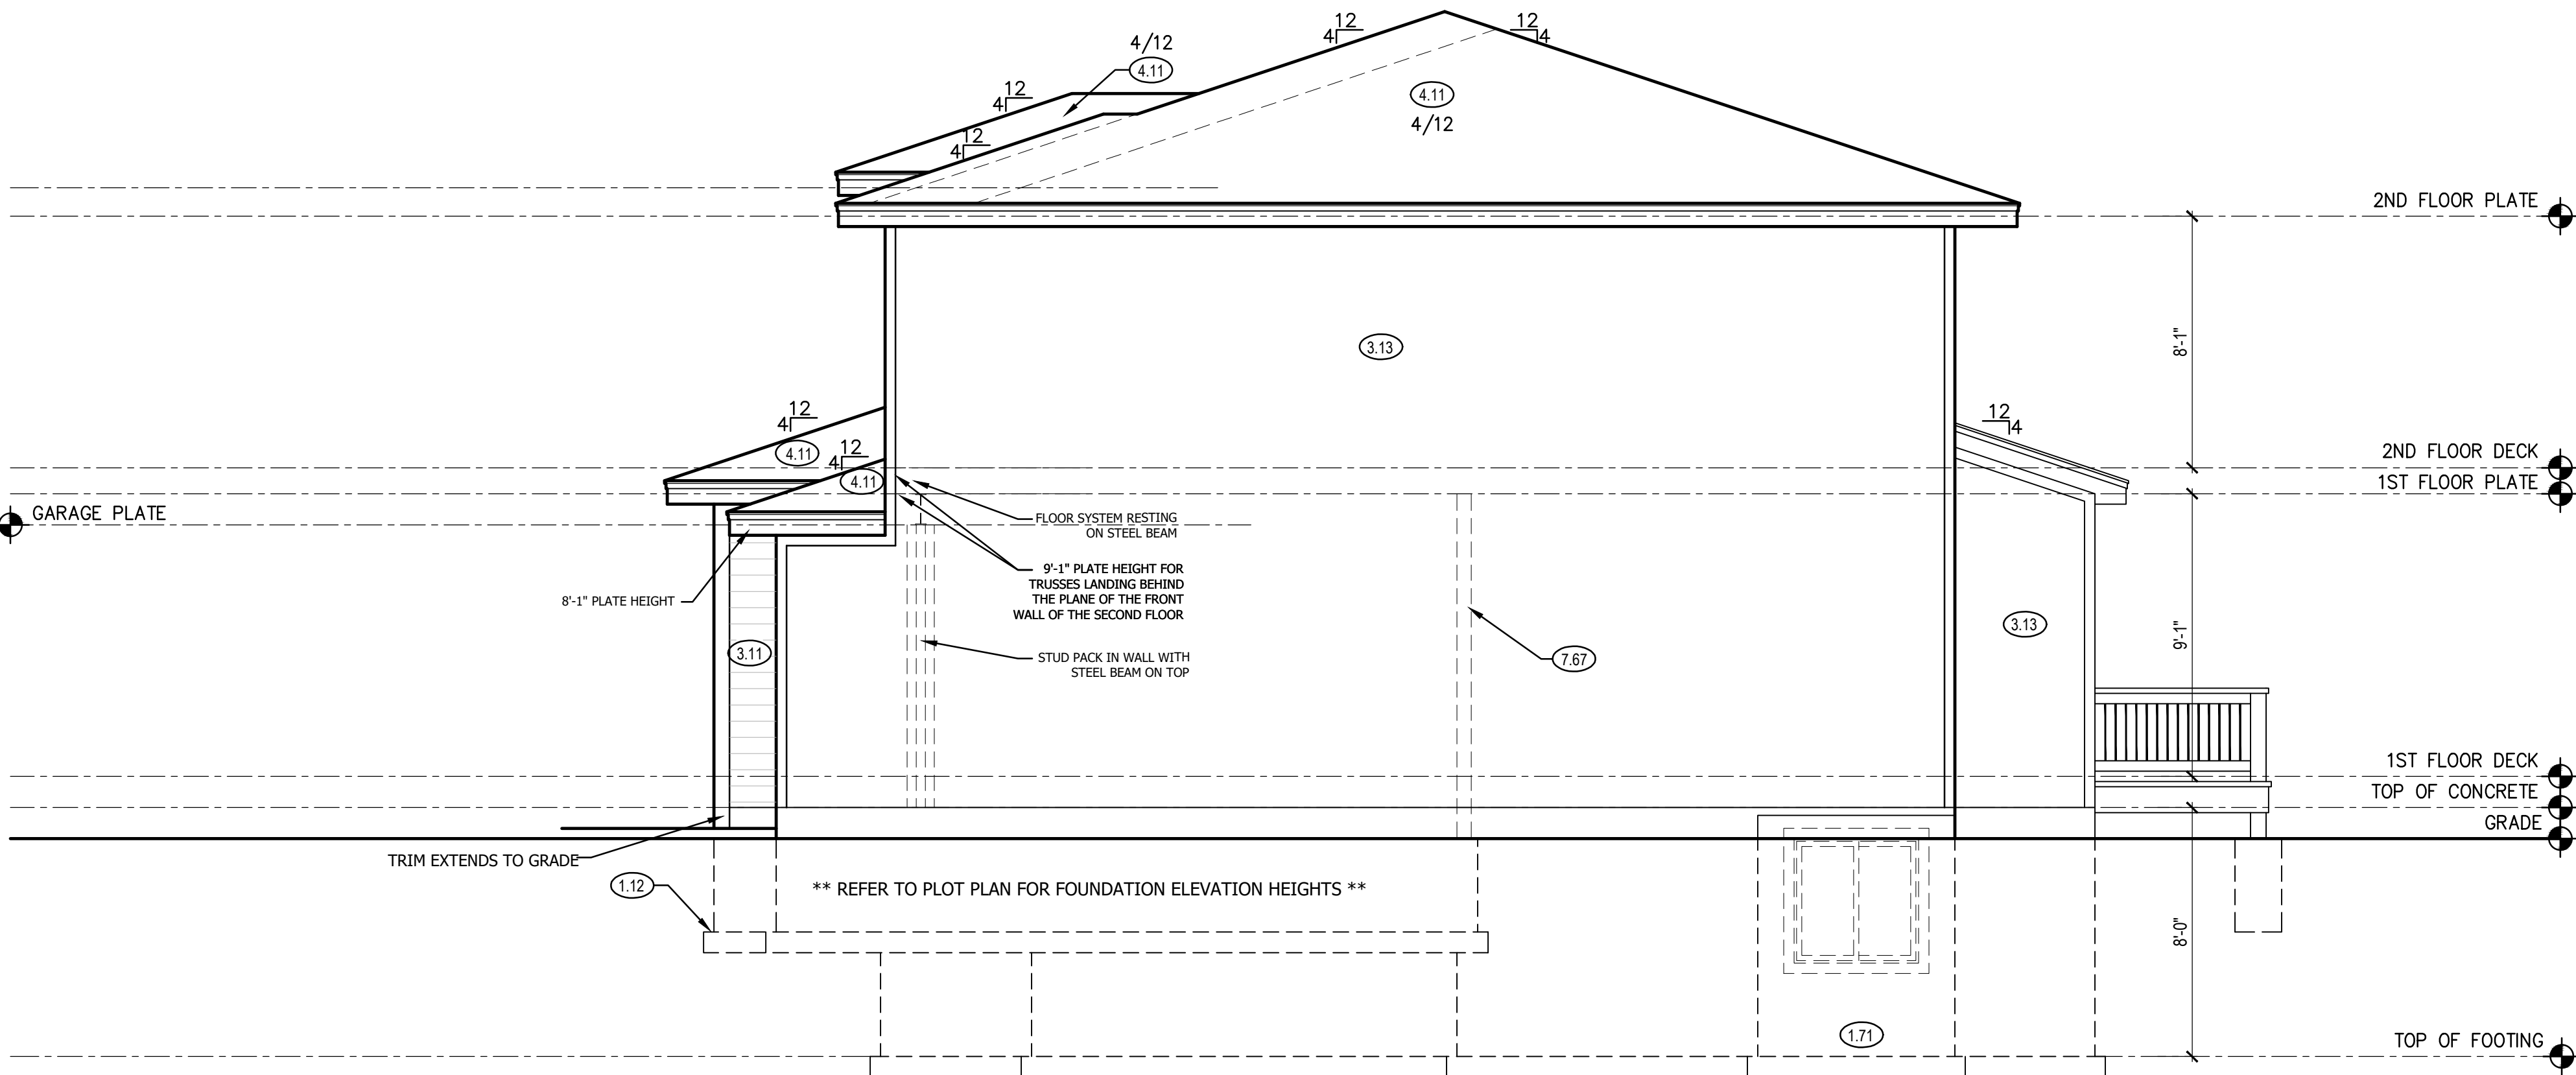 12
4
12
4
4/12
4.11
12
4
4.11
4/12
12
4
2ND FLOOR PLATE
8'-1"
3.13
12
4
4.11
12
4
4.11
12
4
2ND FLOOR DECK
1ST FLOOR PLATE
GARAGE PLATE
FLOOR SYSTEM RESTING
ON STEEL BEAM
9'-1" PLATE HEIGHT FOR
TRUSSES LANDING BEHIND
THE PLANE OF THE FRONT
WALL OF THE SECOND FLOOR
8'-1" PLATE HEIGHT
3.11
STUD PACK IN WALL WITH
STEEL BEAM ON TOP
7.67
3.13
9'-1"
1ST FLOOR DECK
TOP OF CONCRETE
GRADE
TRIM EXTENDS TO GRADE
1.12
** REFER TO PLOT PLAN FOR FOUNDATION ELEVATION HEIGHTS **
8'-0"
1.71
TOP OF FOOTING